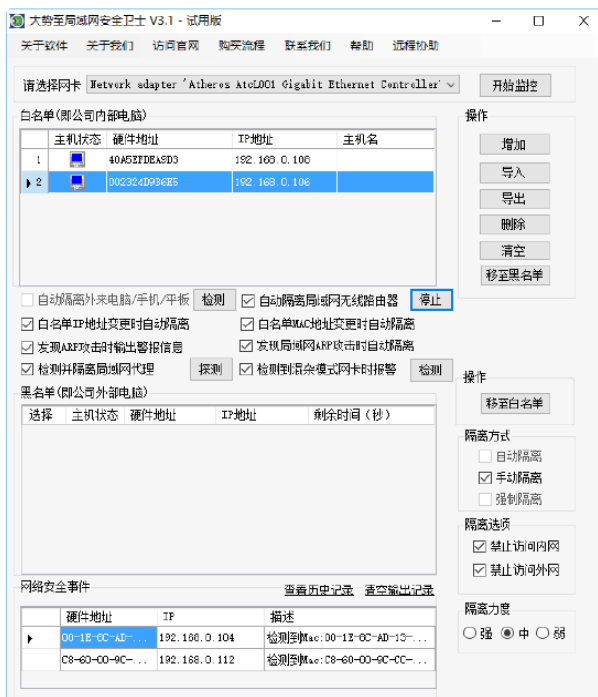 大势至局域网安全卫士 V3.1 - 试用版
关于软件 关于我们 访问官网 购买流程 联系我们 帮助 远程协助
请选择网卡 Network adapter 'Atheros AtcL001 Gigabit Ethernet Controller' 开始监控
白名单(即公司内部电脑)
主机状态 硬件地址 IP地址 主机名
1 40A5EFDEA9D3 192.168.0.108
2 002324D936E5 192.168.0.106
操作
增加
导入
导出
删除
清空
移至黑名单
自动隔离外来电脑/手机/平板 检测 自动隔离局域网无线路由器 停止
白名单IP地址变更时自动隔离 白名单MAC地址变更时自动隔离
发现ARP攻击时输出警报信息 发现局域网ARP攻击时自动隔离
检测并隔离局域网代理 探测 检测到混杂模式网卡时报警 检测
黑名单(即公司外部电脑)
选择 主机状态 硬件地址 IP地址 剩余时间(秒)
操作
移至白名单
隔离方式
自动隔离
手动隔离
强制隔离
隔离选项
禁止访问内网
禁止访问外网
网络安全事件 查看历史记录 清空输出记录
硬件地址 IP 描述
00-1E-6C-AD-... 192.168.0.104 检测到Mac:00-1E-6C-AD-13-...
C8-60-00-9C-... 192.168.0.112 检测到Mac:C8-60-00-9C-CC-...
隔离力度
强 中 弱